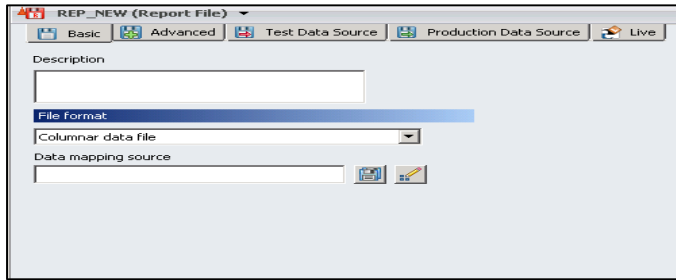 REP_NEW (Report File)
Basic Advanced Test Data Source Production Data Source Live
Description
File format
Columnar data file
Data mapping source